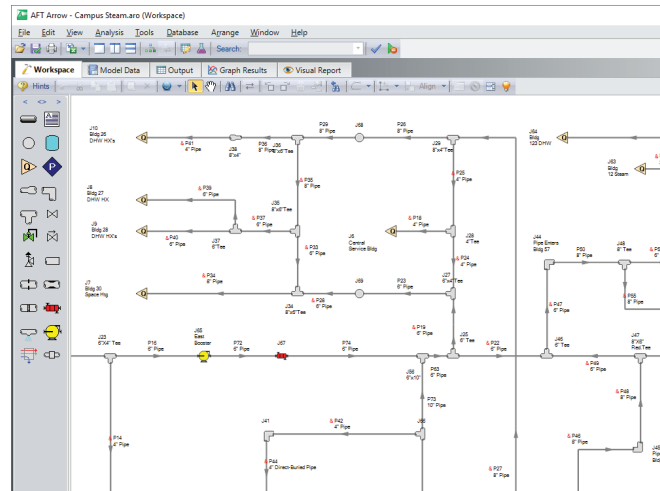 AFT Arrow - Campus Steam.aro (Workspace)
File Edit View Analysis Tools Database Arrange Window Help
Search:
Workspace Model Data Output Graph Results Visual Report
Hints Align
J10
Bldg 26
DHW HX's
P41
4" Pipe
J38
8"x4"
P36
8" Pipe
J36
8"x6"Tee
P29
8" Pipe
J68
P26
8" Pipe
J29
8"x4"Tee
J64
Bldg
123 DHW
J63
Bldg
12 Steam
P25
4" Pipe
J8
Bldg 27
DHW HX
P39
6" Pipe
P38
8" Pipe
J35
8"x6"Tee
J9
Bldg 28
DHW HX's
P40
6" Pipe
J37
6"Tee
P37
6" Pipe
J6
Central
Service Bldg
P18
4" Pipe
J28
4"Tee
J44
Pipe Enters
Bldg 57
P50
8" Pipe
J48
8" Tee
P33
6" Pipe
P24
4" Pipe
J7
Bldg 30
Space Htg
P34
8" Pipe
J34
8"x6"Tee
P28
6" Pipe
J69
P23
6" Pipe
J27
6"x4"Tee
P55
8" Pipe
P47
6" Pipe
J23
6"X4" Tee
P16
6" Pipe
J65
East
Booster
P72
6" Pipe
J67
P74
6" Pipe
P19
6" Pipe
J25
6" Tee
P22
6" Pipe
J46
6" Tee
J47
8"X6"
Red.Tee
P49
6" Pipe
6"x10"
P63
6" Pipe
P73
10" Pipe
P48
8" Pipe
J41
P42
4" Pipe
P14
4" Pipe
P44
4" Direct-Buried Pipe
P27
8" Pipe
P46
8" Pipe